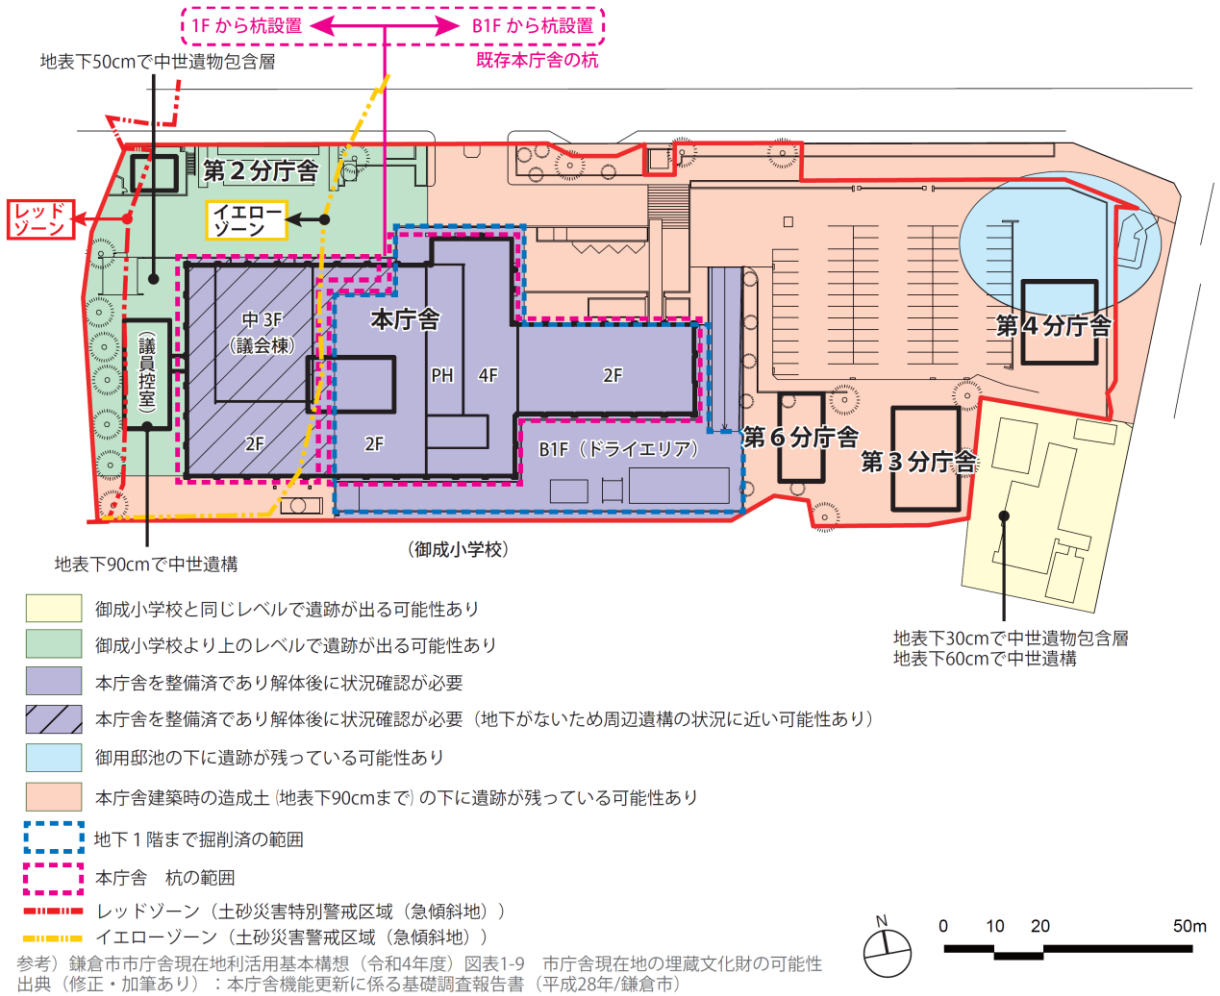 1F から杭設置
B1F から杭設置
既存本庁舎の杭
地表下50cmで中世遺物包含層
第２分庁舎
レッド
ゾーン
イエロー
ゾーン
本庁舎
中 3F
（議会棟）
（議員控室）
PH
4F
2F
2F
2F
B1F（ドライエリア）
第４分庁舎
第６分庁舎
第３分庁舎
（御成小学校）
地表下90cmで中世遺構
地表下30cmで中世遺物包含層
地表下60cmで中世遺構
御成小学校と同じレベルで遺跡が出る可能性あり
御成小学校より上のレベルで遺跡が出る可能性あり
本庁舎を整備済であり解体後に状況確認が必要
本庁舎を整備済であり解体後に状況確認が必要（地下がないため周辺遺構の状況に近い可能性あり）
御用邸池の下に遺跡が残っている可能性あり
本庁舎建築時の造成土（地表下90cmまで）の下に遺跡が残っている可能性あり
地下１階まで掘削済の範囲
本庁舎　杭の範囲
レッドゾーン（土砂災害特別警戒区域（急傾斜地））
イエローゾーン（土砂災害警戒区域（急傾斜地））
N
0 10 20 50m
参考）鎌倉市市庁舎現在地利活用基本構想（令和4年度）図表1-9　市庁舎現在地の埋蔵文化財の可能性
出典（修正・加筆あり）：本庁舎機能更新に係る基礎調査報告書（平成28年/鎌倉市）